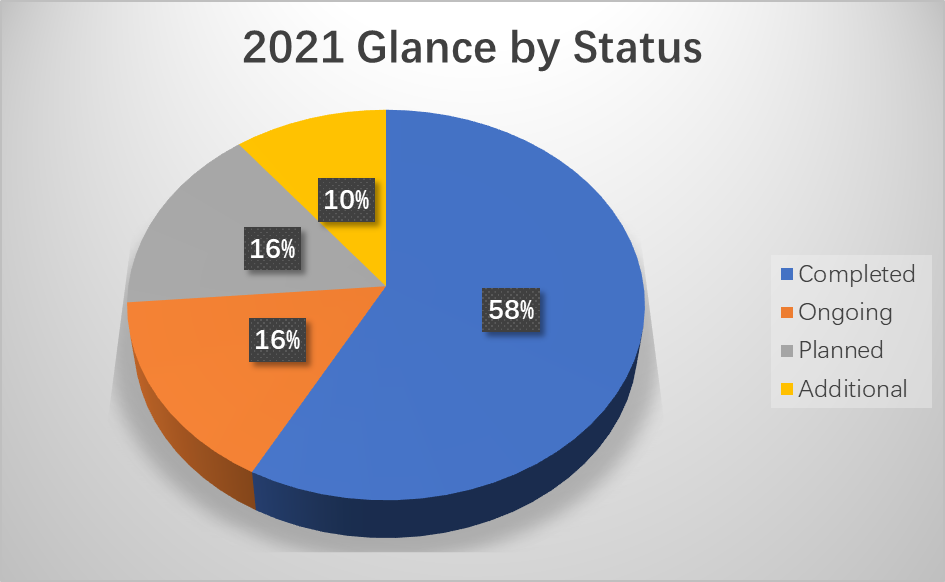 2021 Glance by Status
10%
16%
58%
16%
Completed
Ongoing
Planned
Additional